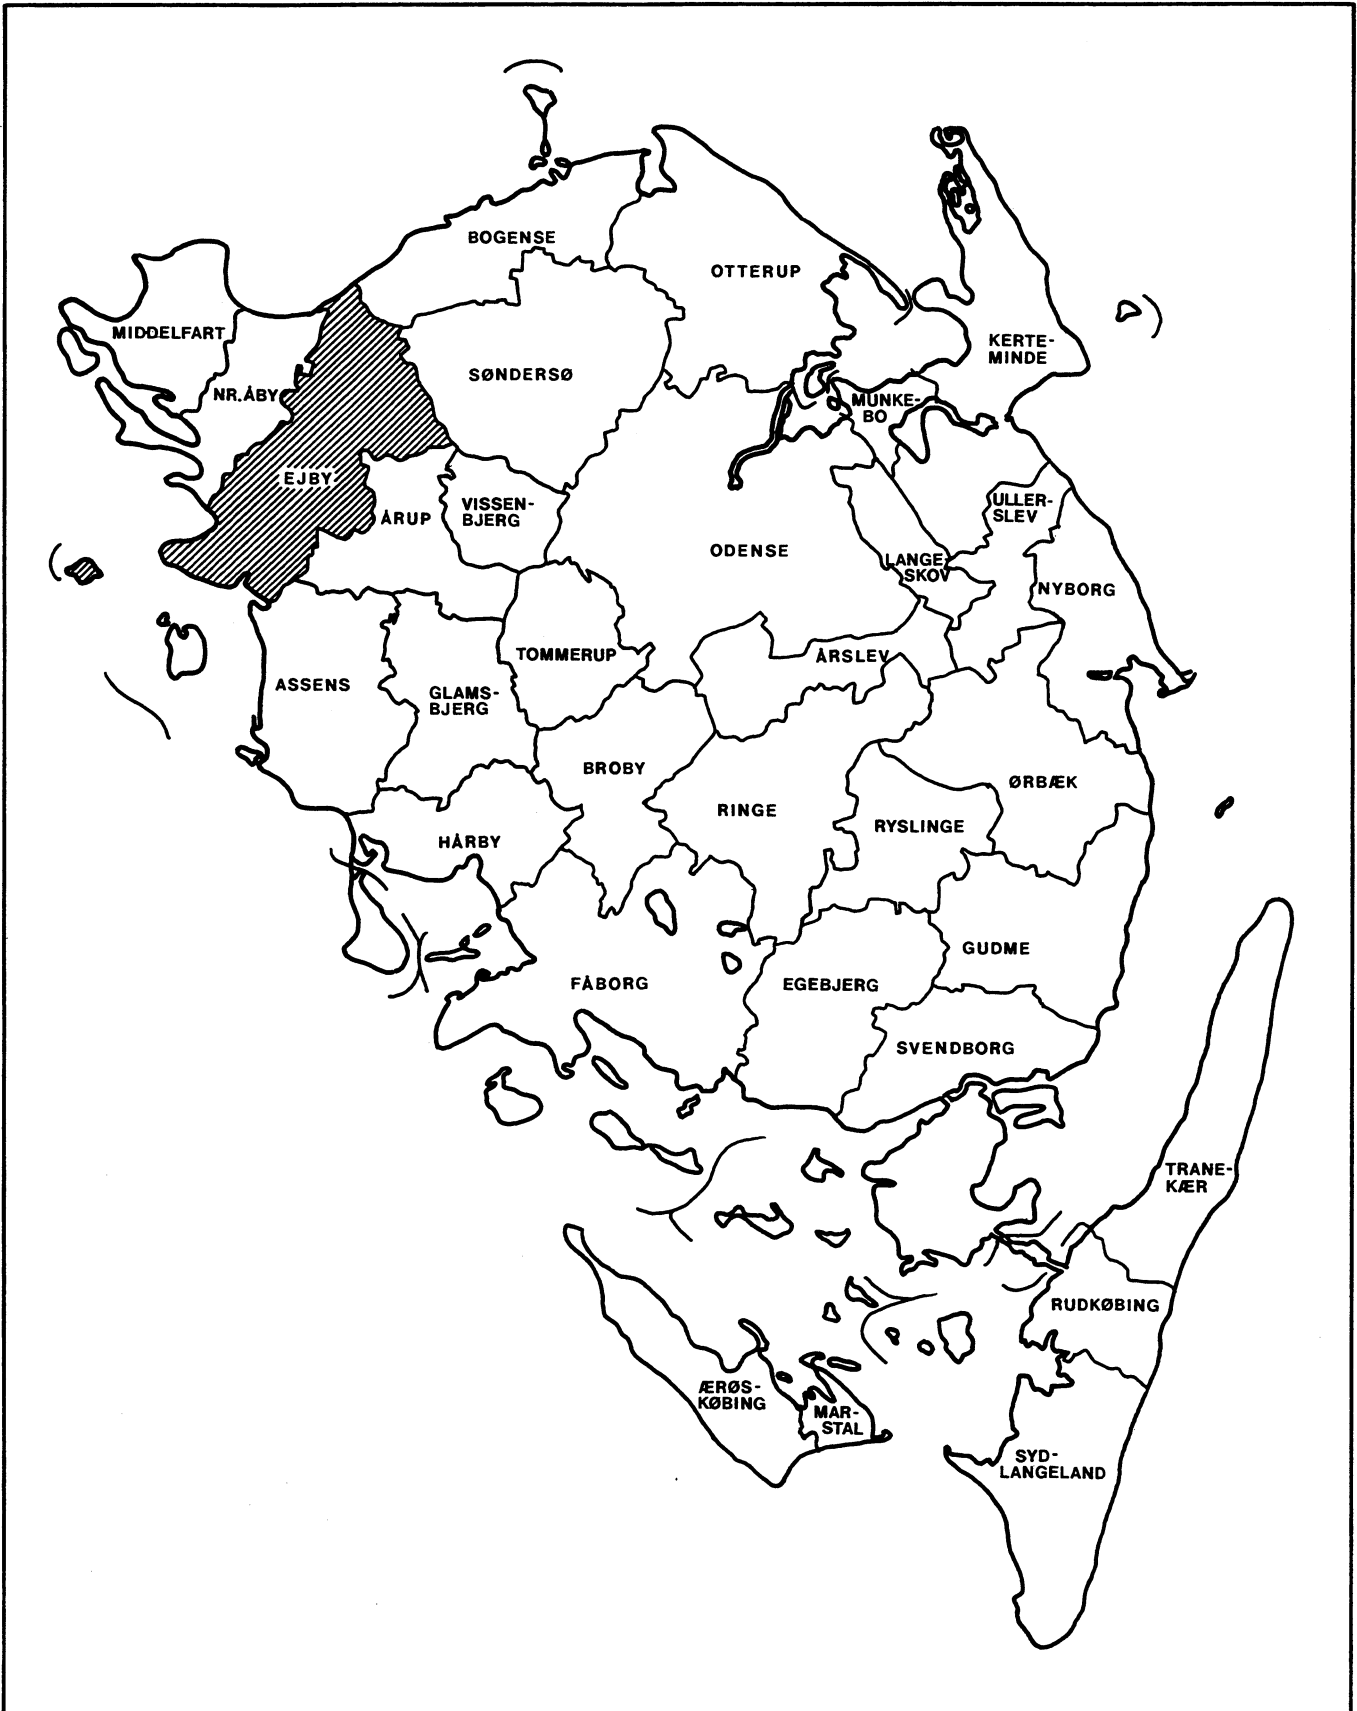 BOGENSE
OTTERUP
MIDDELFART
KERTE-
MINDE
SØNDERSØ
NR.ÅBY
MUNKE-
BO
EJBY
ÅRUP
VISSEN-
BJERG
ULLER-
SLEV
ODENSE
LANGE-
SKOV
NYBORG
TOMMERUP
ÅRSLEV
ASSENS
GLAMS-
BJERG
BROBY
ØRBÆK
RINGE
RYSLINGE
HÅRBY
GUDME
FÅBORG
EGEBJERG
SVENDBORG
TRANE-
KÆR
RUDKØBING
ÆRØS-
KØBING
MAR-
STAL
SYD-
LANGELAND